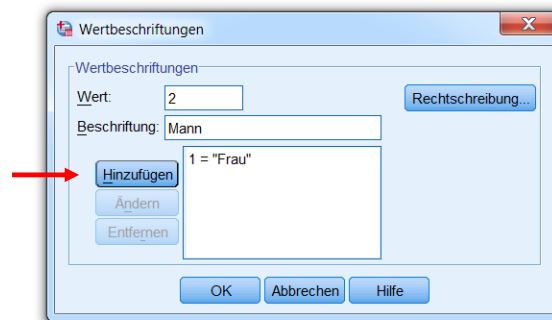 Wertbeschriftungen
Wertbeschriftungen
Wert: 2
Rechtschreibung...
Beschriftung: Mann
1 = "Frau"
Hinzufügen
Ändern
Entfernen
OK Abbrechen Hilfe